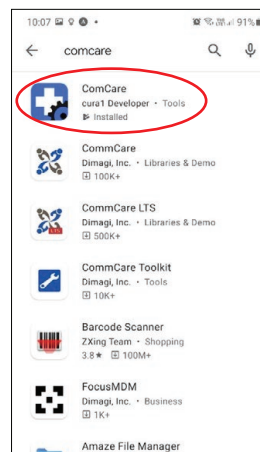 10:07 91%
comcare
ComCare
cura1 Developer • Tools
Installed
CommCare
Dimagi, Inc. • Libraries & Demo
100K+
CommCare LTS
Dimagi, Inc. • Libraries & Demo
500K+
CommCare Toolkit
Dimagi, Inc. • Tools
10K+
Barcode Scanner
ZXing Team • Shopping
3.8★ 100M+
FocusMDM
Dimagi, Inc. • Business
1K+
Amaze File Manager